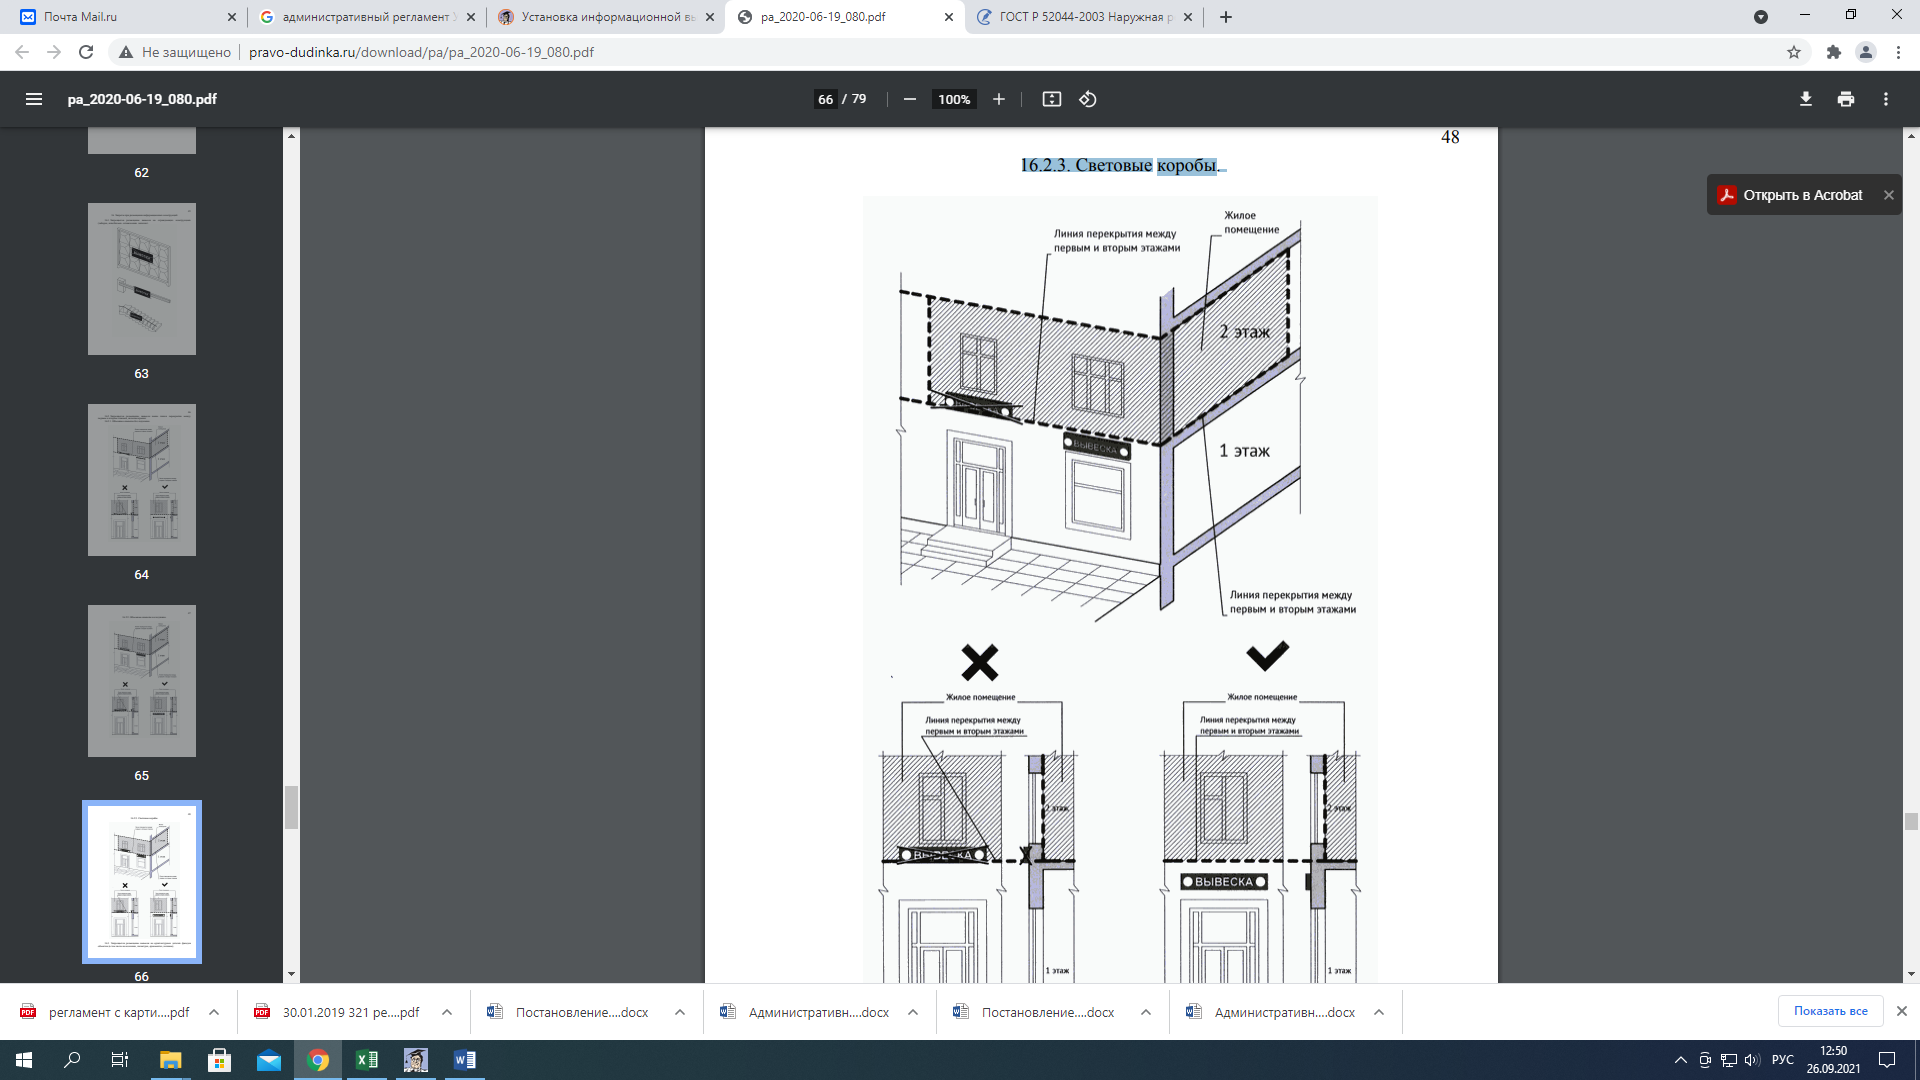 Почта Mail.ru
административный регламент У
Установка информационной вы
pa_2020-06-19_080.pdf
ГОСТ Р 52044-2003 Наружная р
Не защищено
pravo-dudinka.ru/download/pa/pa_2020-06-19_080.pdf
pa_2020-06-19_080.pdf
66 / 79
100%
62
63
64
65
66
Открыть в Acrobat
48
16.2.3. Световые коробы.
Жилое
помещение
Линия перекрытия между
первым и вторым этажами
2 этаж
1 этаж
ВЫВЕСКА
Линия перекрытия между
первым и вторым этажами
Жилое помещение
Линия перекрытия между
первым и вторым этажами
2 этаж
ВЫВЕСКА
1 этаж
Жилое помещение
Линия перекрытия между
первым и вторым этажами
2 этаж
ВЫВЕСКА
1 этаж
регламент с карти....pdf
30.01.2019 321 ре....pdf
Постановление....docx
Административн....docx
Постановление....docx
Административн....docx
Показать все
РУС
12:50
26.09.2021